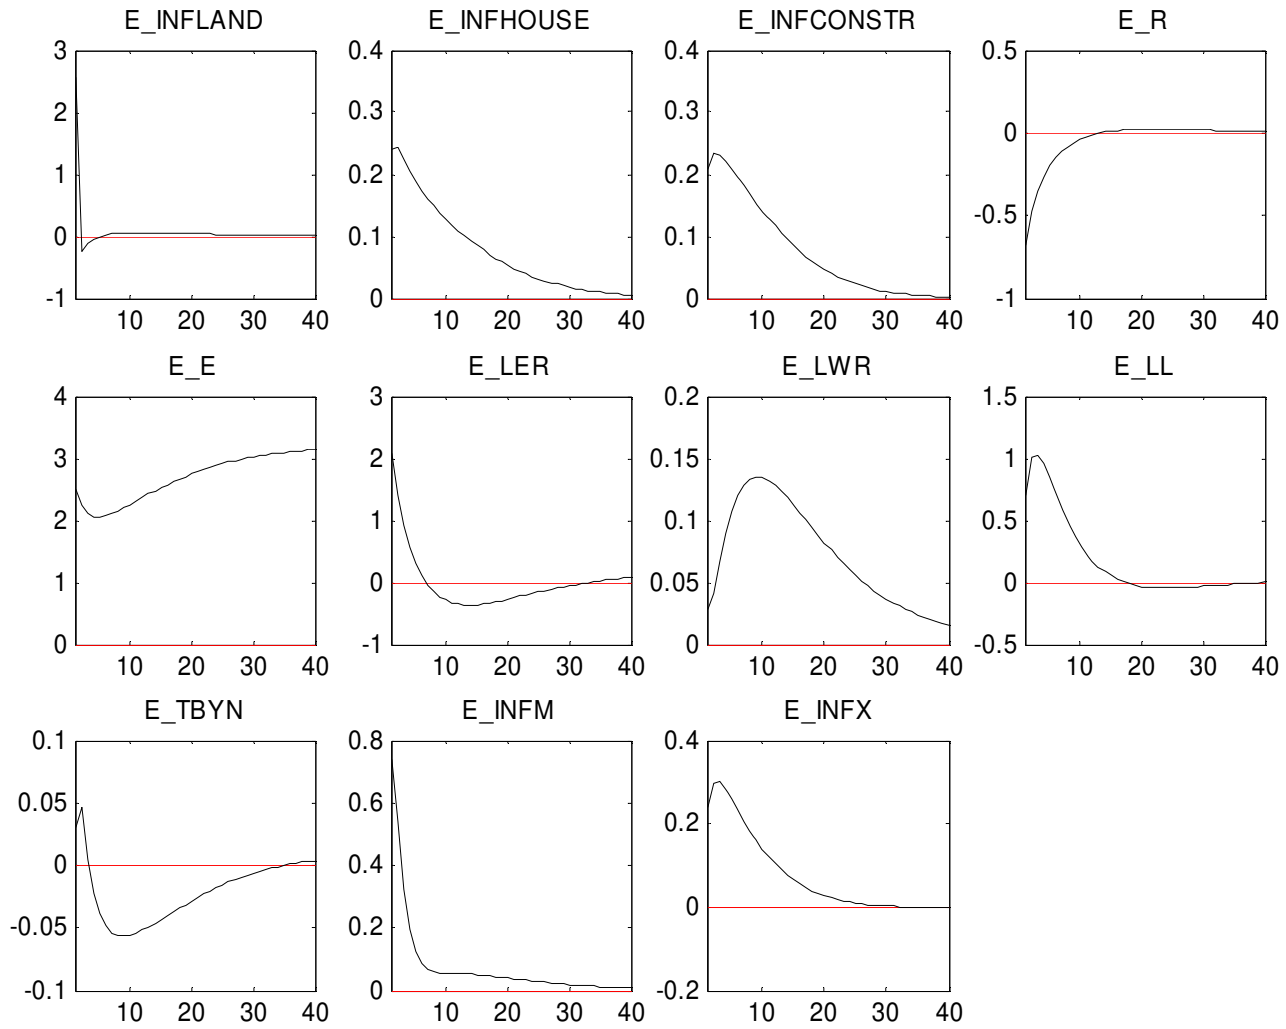 E_INFLAND E_INFHOUSE E_INFCONSTR E_R
3 0.4 0.4 0.5
2 0.3 0.3
1 0.2 0.2 0
0 0.1 0.1 -0.5
-1 0 0 -1
10 20 30 40 10 20 30 40 10 20 30 40 10 20 30 40
E_E E_LER E_LWR E_LL
4 3 0.2 1.5
3 2 0.15 1
2 1 0.1 0.5
1 0 0.05 0
0 -1 0 -0.5
10 20 30 40 10 20 30 40 10 20 30 40 10 20 30 40
E_TBYN E_INFM E_INFX
0.1 0.8 0.4
0.05 0.6 0.2
0 0.4 0
-0.05 0.2
-0.1 0 -0.2
10 20 30 40 10 20 30 40 10 20 30 40